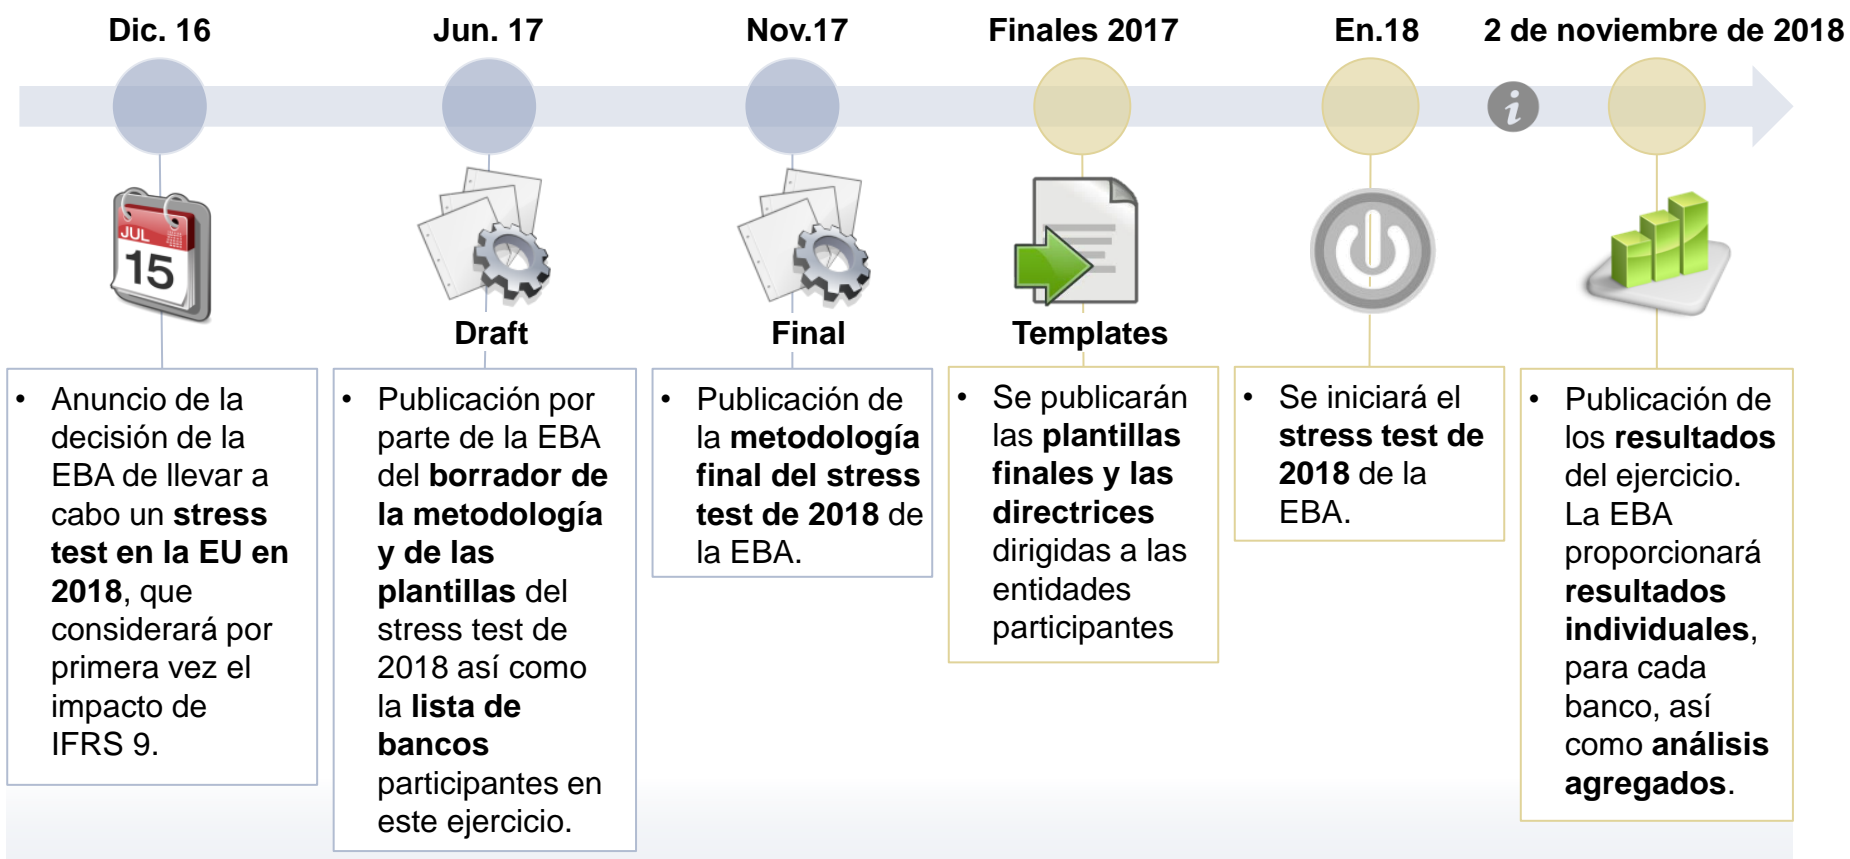 Dic. 16
Jun. 17
Nov.17
Finales 2017
En.18
2 de noviembre de 2018
i
JUL
15
Draft
Final
Templates
• Anuncio de la
decisión de la
EBA de llevar a
cabo un stress
test en la EU en
2018, que
considerará por
primera vez el
impacto de
IFRS 9.
• Publicación por
parte de la EBA
del borrador de
la metodología
y de las
plantillas del
stress test de
2018 así como
la lista de
bancos
participantes en
este ejercicio.
• Publicación de
la metodología
final del stress
test de 2018 de
la EBA.
• Se publicarán
las plantillas
finales y las
directrices
dirigidas a las
entidades
participantes
• Se iniciará el
stress test de
2018 de la
EBA.
• Publicación de
los resultados
del ejercicio.
La EBA
proporcionará
resultados
individuales,
para cada
banco, así
como análisis
agregados.